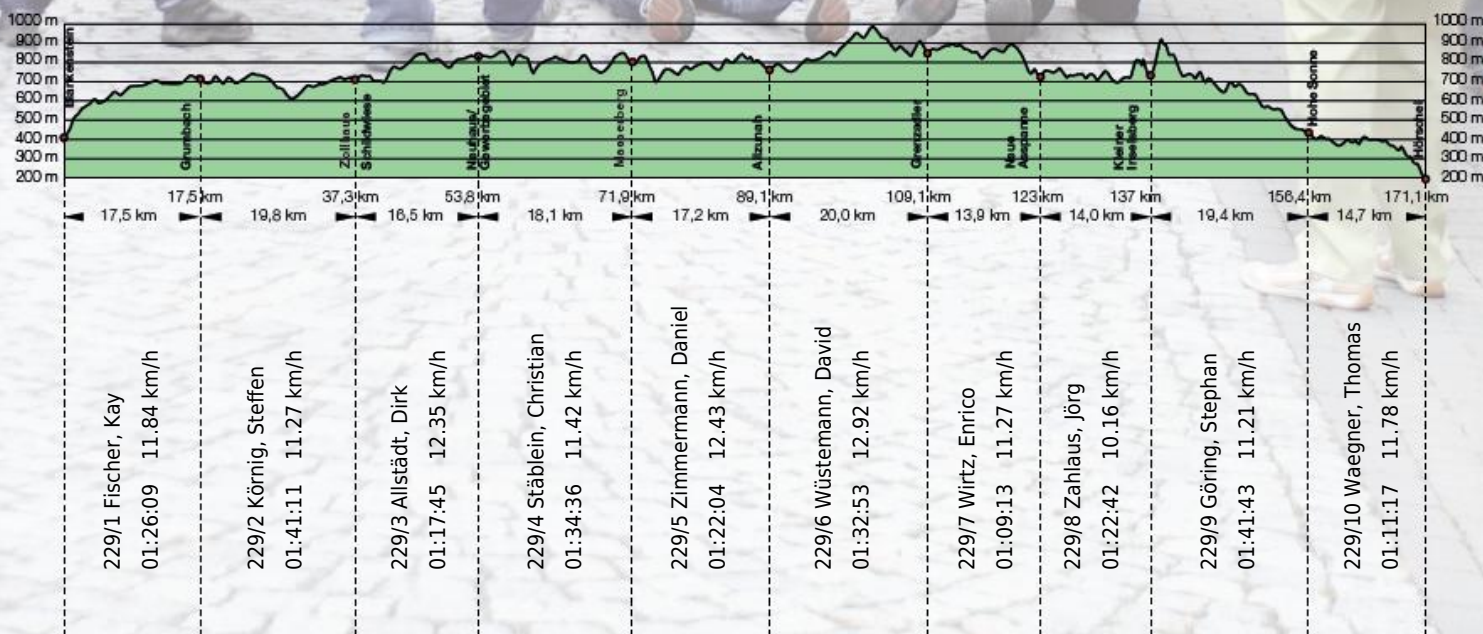 1000 m
900 m
800 m
700 m
600 m
500 m
400 m
300 m
200 m
1000 m
900 m
800 m
700 m
600 m
500 m
400 m
300 m
200 m
Blankenstein
Grumbach
Zollhaus
Schildwiese
Neuhaus/
Masserberg
Allzunah
Grenzadler
Neue
Ausspanne
Kleiner
Inselsberg
Hohe Sonne
Hörschel
17,5 km
37,3 km
53,8 km
71,9 km
89,1 km
109,1 km
123 km
137 km
156,4 km
171,1 km
17,5 km
19,8 km
16,5 km
18,1 km
17,2 km
20,0 km
13,9 km
14,0 km
19,4 km
14,7 km
229/1 Fischer, Kay
01:26:09 11.84 km/h
229/2 Körnig, Steffen
01:41:11 11.27 km/h
229/3 Allstädt, Dirk
01:17:45 12.35 km/h
229/4 Stäblein, Christian
01:34:36 11.42 km/h
229/5 Zimmermann, Daniel
01:22:04 12.43 km/h
229/6 Wüstemann, David
01:32:53 12.92 km/h
229/7 Wirtz, Enrico
01:09:13 11.27 km/h
229/8 Zahlaus, Jörg
01:22:42 10.16 km/h
229/9 Göring, Stephan
01:41:43 11.21 km/h
229/10 Waegner, Thomas
01:11:17 11.78 km/h